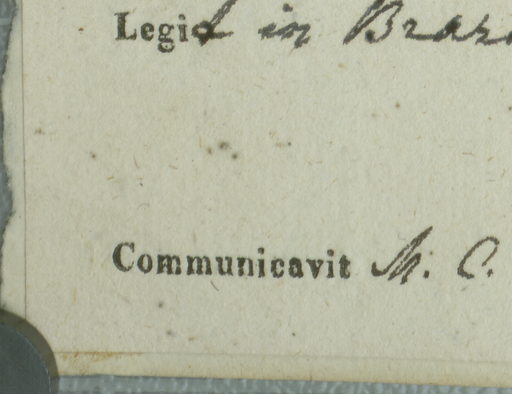 Legit in
Communicavit M. C.